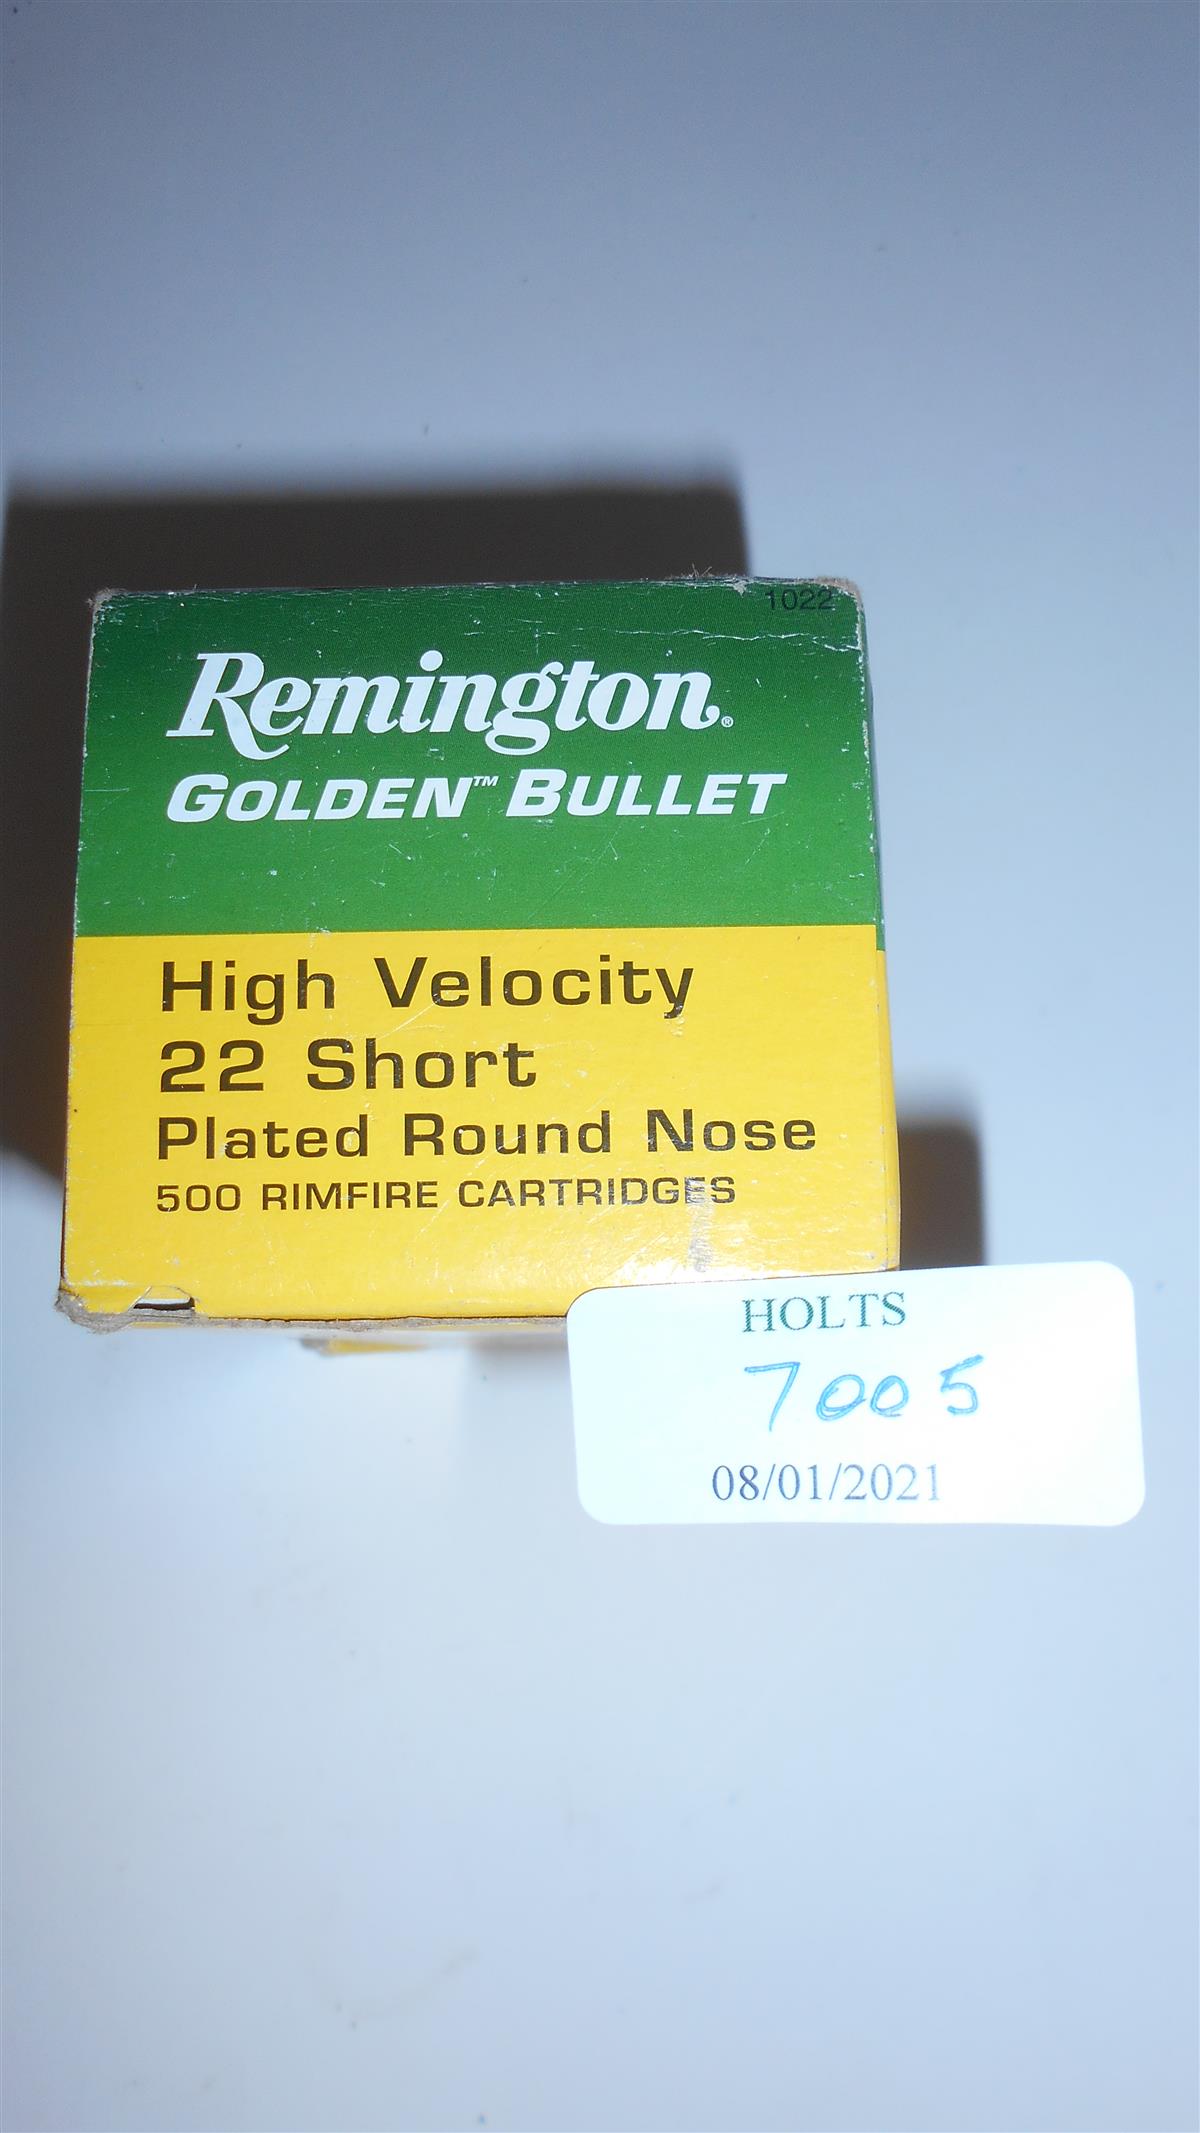 1022
Remington®
GOLDEN™ BULLET
High Velocity
22 Short
Plated Round Nose
500 RIMFIRE CARTRIDGES
HOLTS
7005
08/01/2021